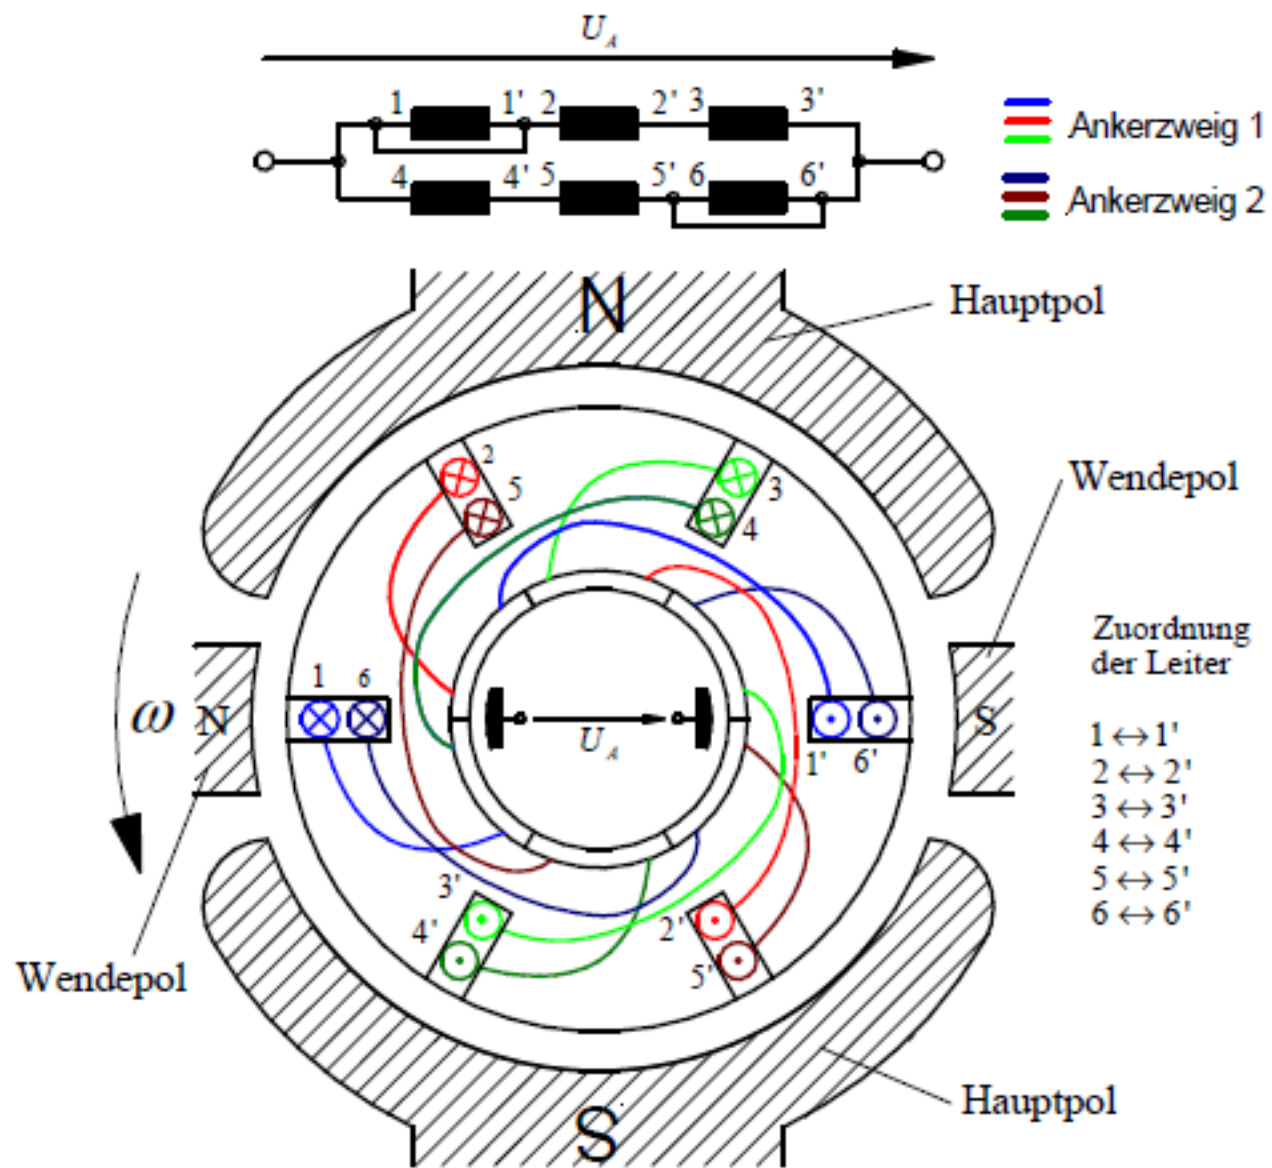 U_A
1 1' 2 2' 3 3'
Ankerzweig 1
4 4' 5 5' 6 6'
Ankerzweig 2
N
Hauptpol
2
5
3
4
Wendepol
Zuordnung
der Leiter
1 ↔ 1'
2 ↔ 2'
3 ↔ 3'
4 ↔ 4'
5 ↔ 5'
6 ↔ 6'
ω
N
1 6
U_A
1' 6'
S
3'
4'
2'
5'
Wendepol
Hauptpol
S